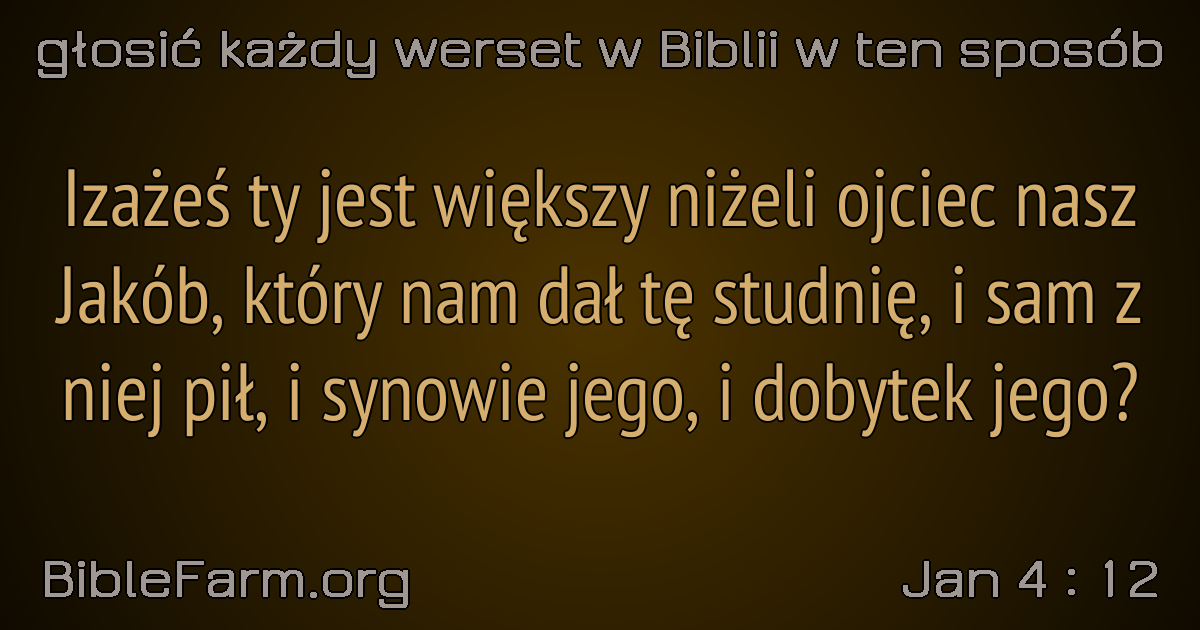 głosić każdy werset w Biblii w ten sposób
Izażeś ty jest większy niżeli ojciec nasz
Jakób, który nam dał tę studnię, i sam z
niej pił, i synowie jego, i dobytek jego?
BibleFarm.org
Jan 4 : 12